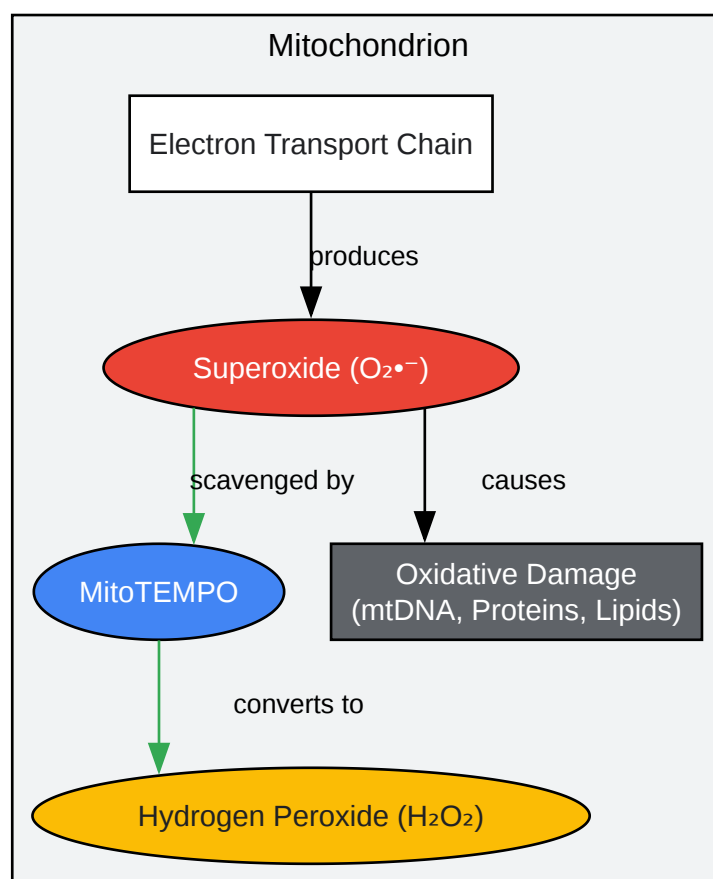 Mitochondrion
Electron Transport Chain
produces
Superoxide (O₂•⁻)
scavenged by
causes
MitoTEMPO
Oxidative Damage
(mtDNA, Proteins, Lipids)
converts to
Hydrogen Peroxide (H₂O₂)